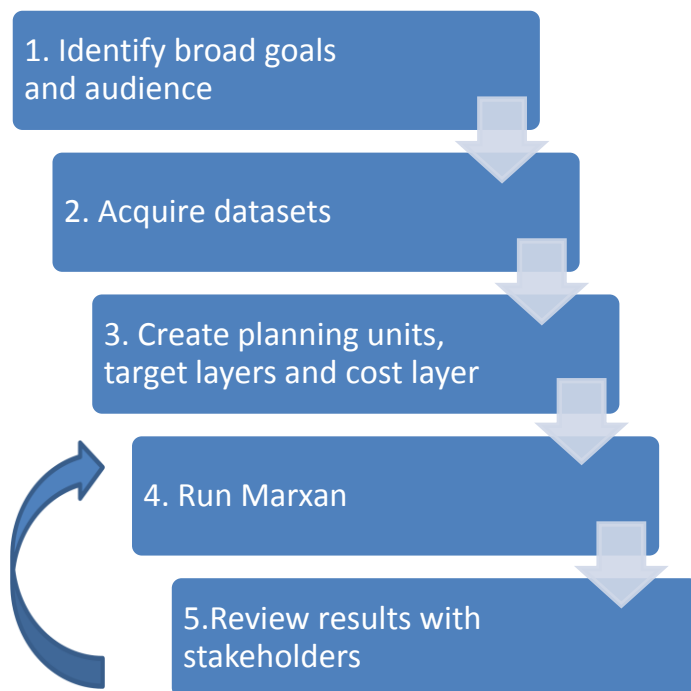 1. Identify broad goals
and audience
2. Acquire datasets
3. Create planning units,
target layers and cost layer
4. Run Marxan
5.Review results with
stakeholders